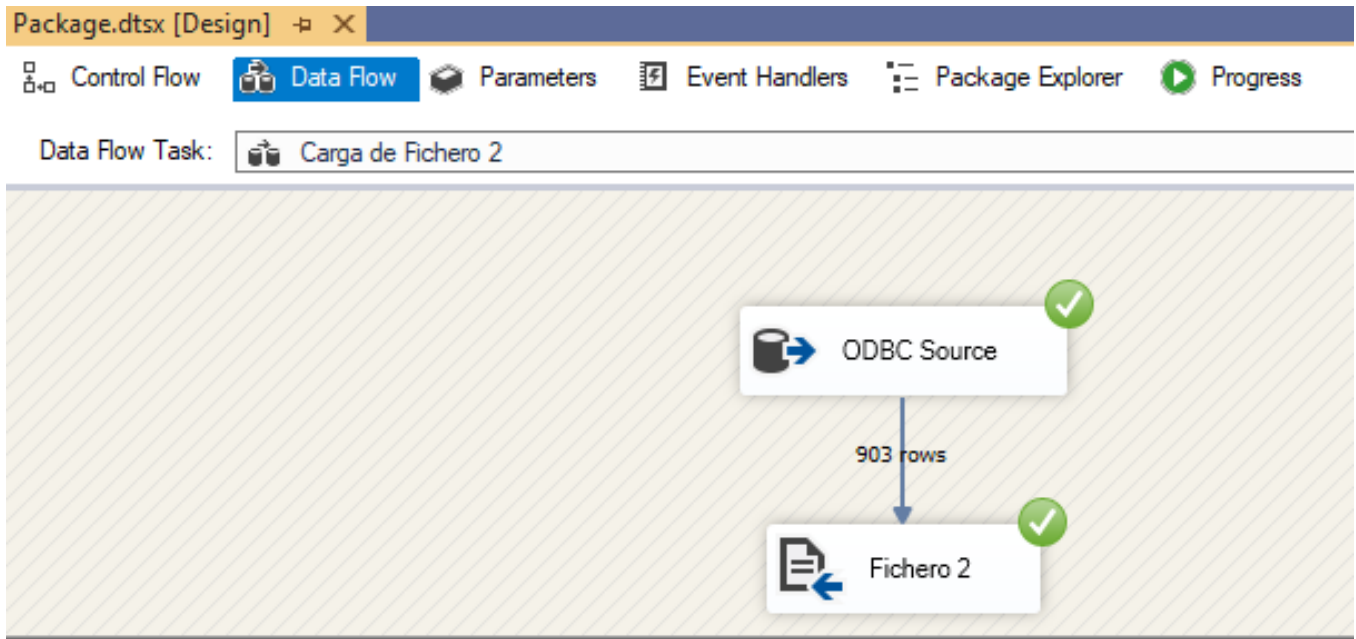 Package.dtsx [Design]
Control Flow Data Flow Parameters Event Handlers Package Explorer Progress
Data Flow Task: Carga de Fichero 2
ODBC Source
903 rows
Fichero 2